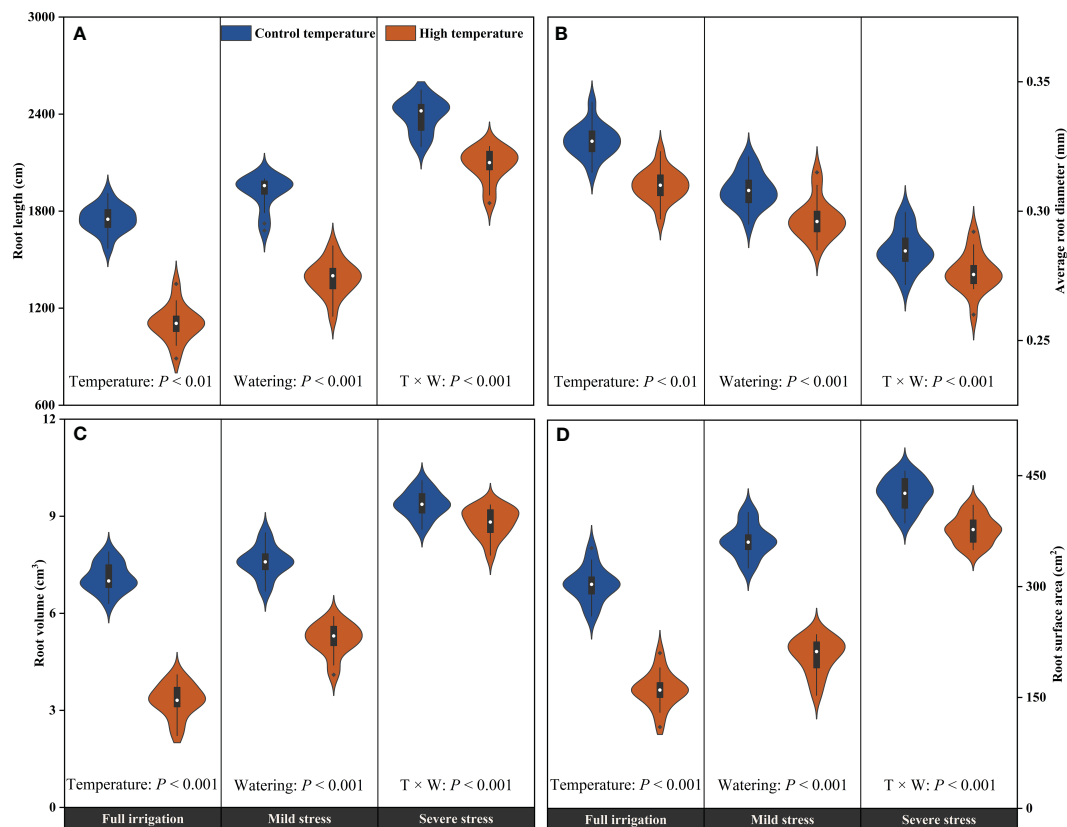 A
Control temperature
High temperature
3000
2400
1800
1200
600
Root length (cm)
Temperature: P < 0.01
Watering: P < 0.001
T × W: P < 0.001
B
0.35
0.30
0.25
Average root diameter (mm)
Temperature: P < 0.01
Watering: P < 0.001
T × W: P < 0.001
C
12
9
6
3
0
Root volume (cm³)
Temperature: P < 0.001
Watering: P < 0.001
T × W: P < 0.001
Full irrigation
Mild stress
Severe stress
D
450
300
150
0
Root surface area (cm²)
Temperature: P < 0.001
Watering: P < 0.001
T × W: P < 0.001
Full irrigation
Mild stress
Severe stress